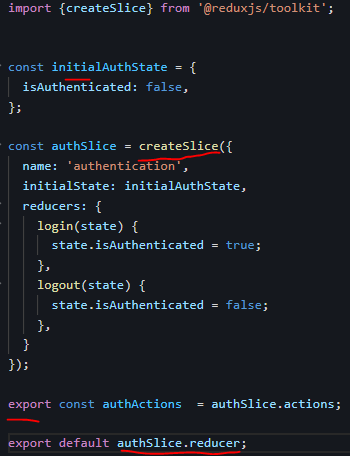 import {createSlice} from '@reduxjs/toolkit';
const initialAuthState = {
isAuthenticated: false,
};
const authSlice = createSlice({
name: 'authentication',
initialState: initialAuthState,
reducers: {
login(state) {
state.isAuthenticated = true;
},
logout(state) {
state.isAuthenticated = false;
},
}
});
export const authActions  = authSlice.actions;
export default authSlice.reducer;